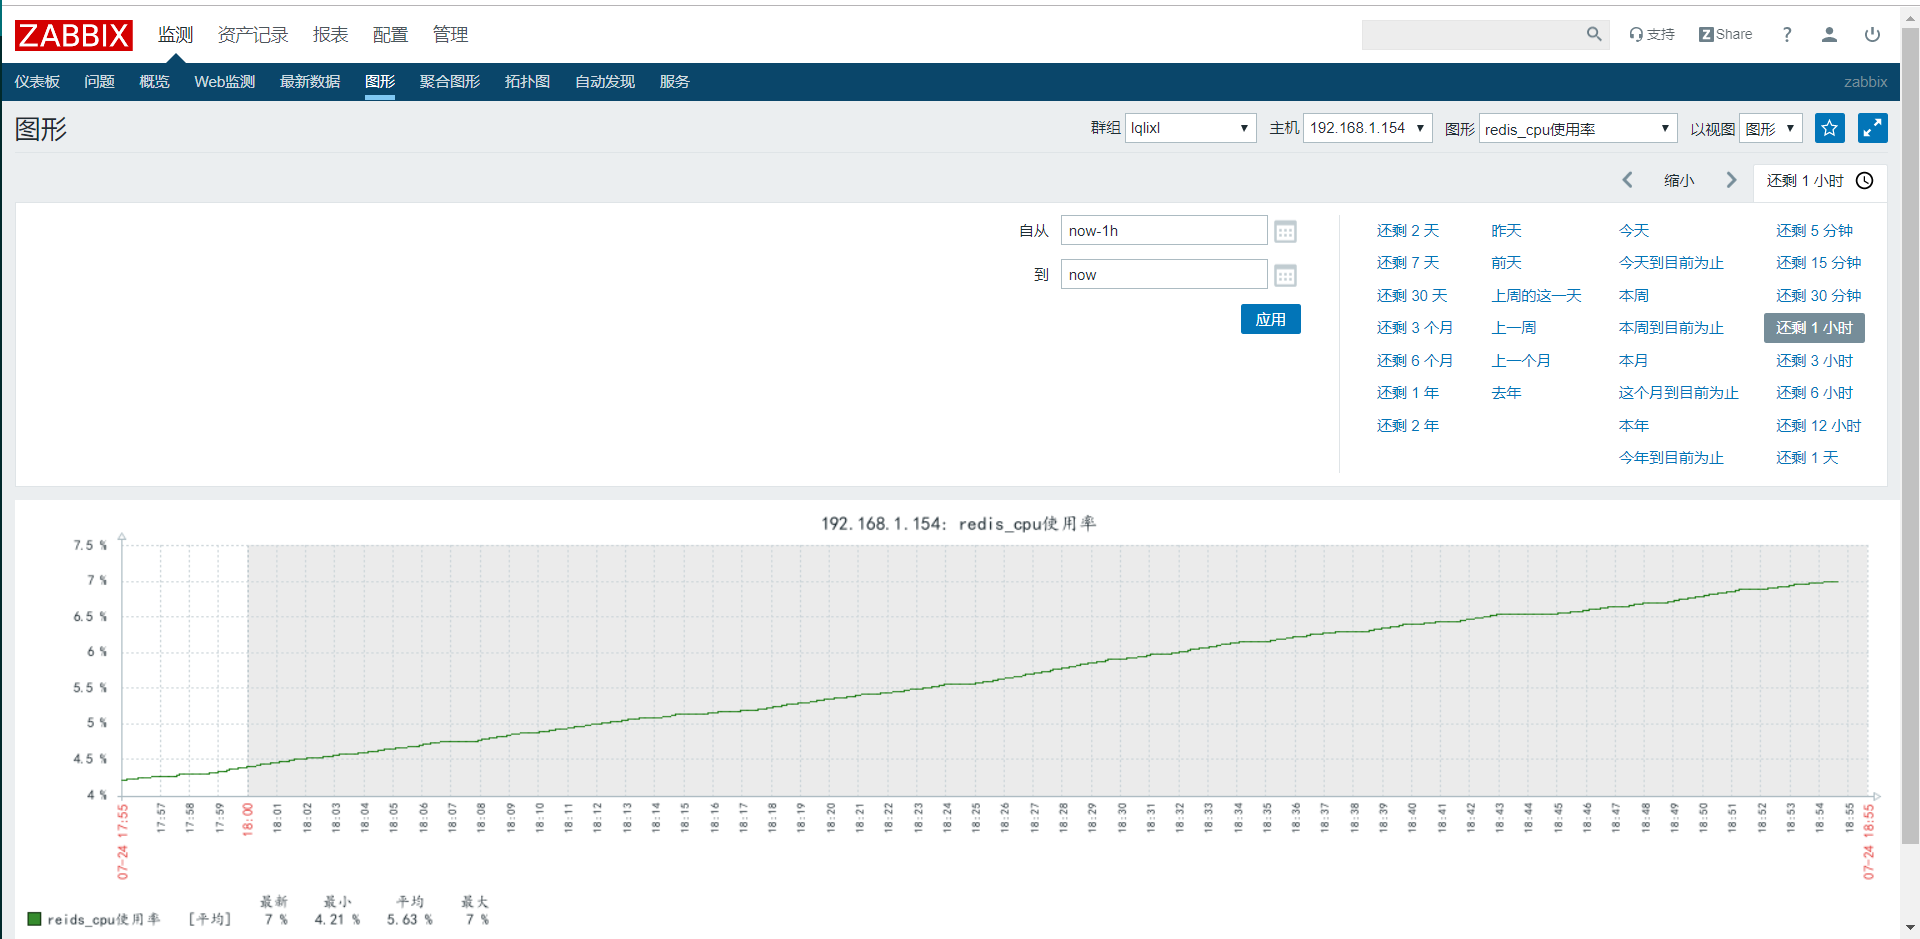 ZABBIX 监测 资产记录 报表 配置 管理 支持 Z Share ?
仪表板 问题 概览 Web监测 最新数据 图形 聚合图形 拓扑图 自动发现 服务 zabbix
图形 群组 lqlixl 主机 192.168.1.154 图形 redis_cpu使用率 以视图 图形
缩小 还剩 1 小时
自从 now-1h 还剩 2 天 昨天 今天 还剩 5 分钟
还剩 7 天 前天 今天到目前为止 还剩 15 分钟
到 now
还剩 30 天 上周的这一天 本周 还剩 30 分钟
应用 还剩 3 个月 上一周 本周到目前为止 还剩 1 小时
还剩 6 个月 上一个月 本月 还剩 3 小时
还剩 1 年 去年 这个月到目前为止 还剩 6 小时
还剩 2 年 本年 还剩 12 小时
今年到目前为止 还剩 1 天
192.168.1.154: redis_cpu使用率
7.5 %
7 %
6.5 %
6 %
5.5 %
5 %
4.5 %
4 %
07-24 17:55 17:57 17:58 17:59 18:00 18:01 18:02 18:03 18:04 18:05 18:06 18:07 18:08 18:09 18:10 18:11 18:12 18:13 18:14 18:15 18:16 18:17 18:18 18:19 18:20 18:21 18:22 18:23 18:24 18:25 18:26 18:27 18:28 18:29 18:30 18:31 18:32 18:33 18:34 18:35 18:36 18:37 18:38 18:39 18:40 18:41 18:42 18:43 18:44 18:45 18:46 18:47 18:48 18:49 18:50 18:51 18:52 18:53 18:54 18:55 07-24 18:55
最新 最小 平均 最大
reids_cpu使用率 [平均] 7 % 4.21 % 5.63 % 7 %